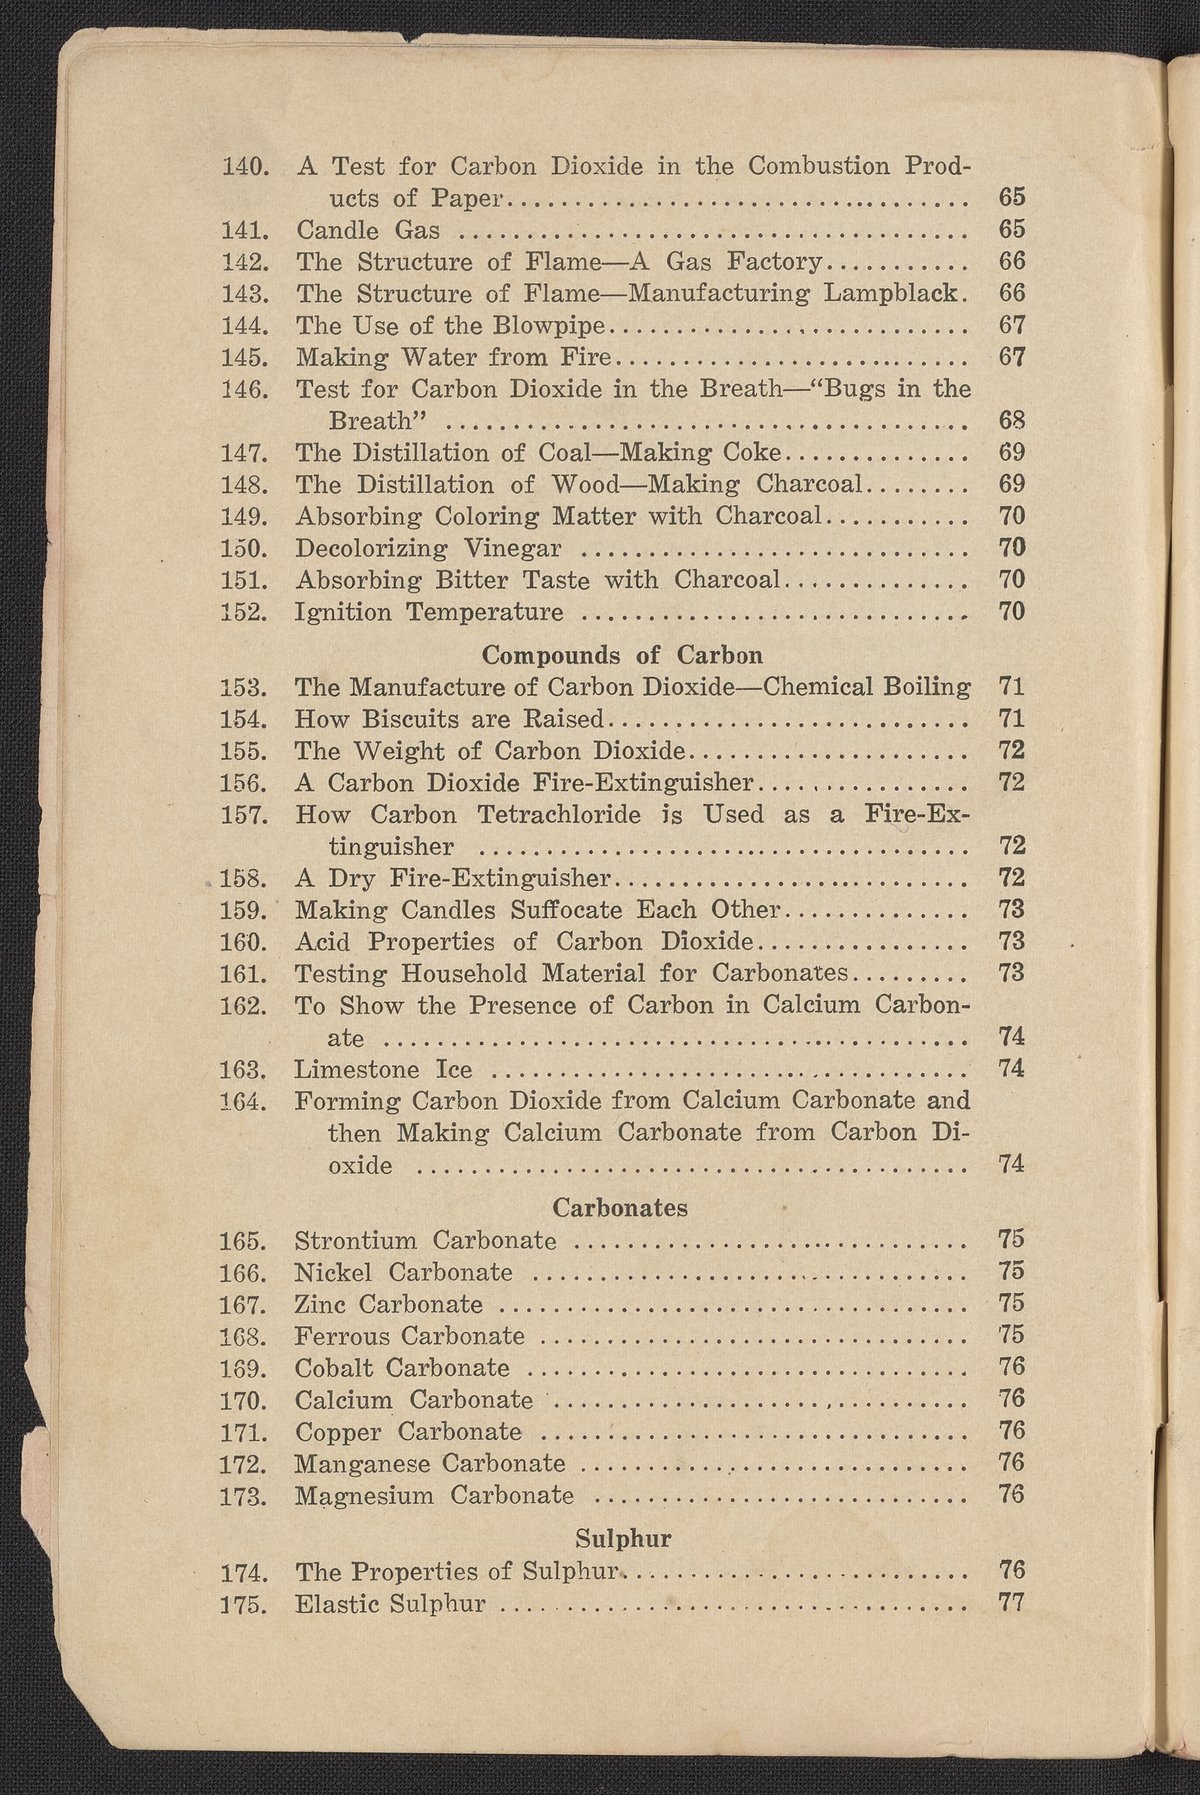 140. A Test for Carbon Dioxide in the Combustion Prod-
ucts of Paper.................................. 65
141. Candle Gas ...................................... 65
142. The Structure of Flame—A Gas Factory........... 66
143. The Structure of Flame—Manufacturing Lampblack. 66
144. The Use of the Blowpipe........................... 67
145. Making Water from Fire.......................... 67
146. Test for Carbon Dioxide in the Breath—“Bugs in the
Breath” ....................................... 68
147. The Distillation of Coal—Making Coke.............. 69
148. The Distillation of Wood—Making Charcoal........ 69
149. Absorbing Coloring Matter with Charcoal........... 70
150. Decolorizing Vinegar ............................. 70
151. Absorbing Bitter Taste with Charcoal.............. 70
152. Ignition Temperature ............................. 70
Compounds of Carbon
153. The Manufacture of Carbon Dioxide—Chemical Boiling 71
154. How Biscuits are Raised........................... 71
155. The Weight of Carbon Dioxide..................... 72
156. A Carbon Dioxide Fire-Extinguisher................ 72
157. How Carbon Tetrachloride is Used as a Fire-Ex-
tinguisher .................................... 72
158. A Dry Fire-Extinguisher.......................... 72
159. Making Candles Suffocate Each Other.............. 73
160. Acid Properties of Carbon Dioxide................ 73
161. Testing Household Material for Carbonates......... 73
162. To Show the Presence of Carbon in Calcium Carbon-
ate ........................................... 74
163. Limestone Ice .................................... 74
164. Forming Carbon Dioxide from Calcium Carbonate and
then Making Calcium Carbonate from Carbon Di-
oxide ......................................... 74
Carbonates
165. Strontium Carbonate .............................. 75
166. Nickel Carbonate ................................ 75
167. Zinc Carbonate ................................... 75
168. Ferrous Carbonate ................................ 75
169. Cobalt Carbonate ................................. 76
170. Calcium Carbonate ............................... 76
171. Copper Carbonate ................................ 76
172. Manganese Carbonate ............................. 76
173. Magnesium Carbonate ............................ 76
Sulphur
174. The Properties of Sulphur.......................... 76
175. Elastic Sulphur ................................... 77